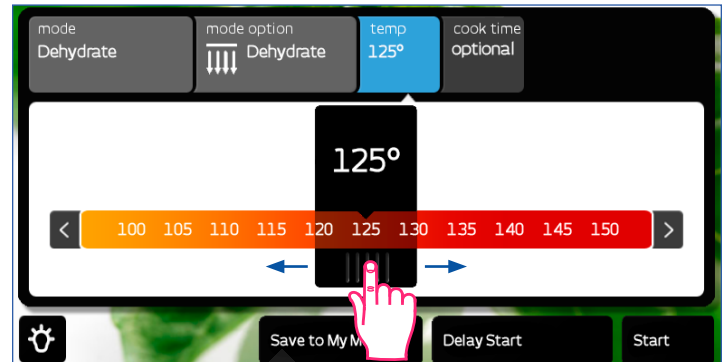 mode
Dehydrate
mode option
Dehydrate
temp
125°
cook time
optional
125°
100 105 110 115 120 125 130 135 140 145 150
Save to My M
Delay Start
Start